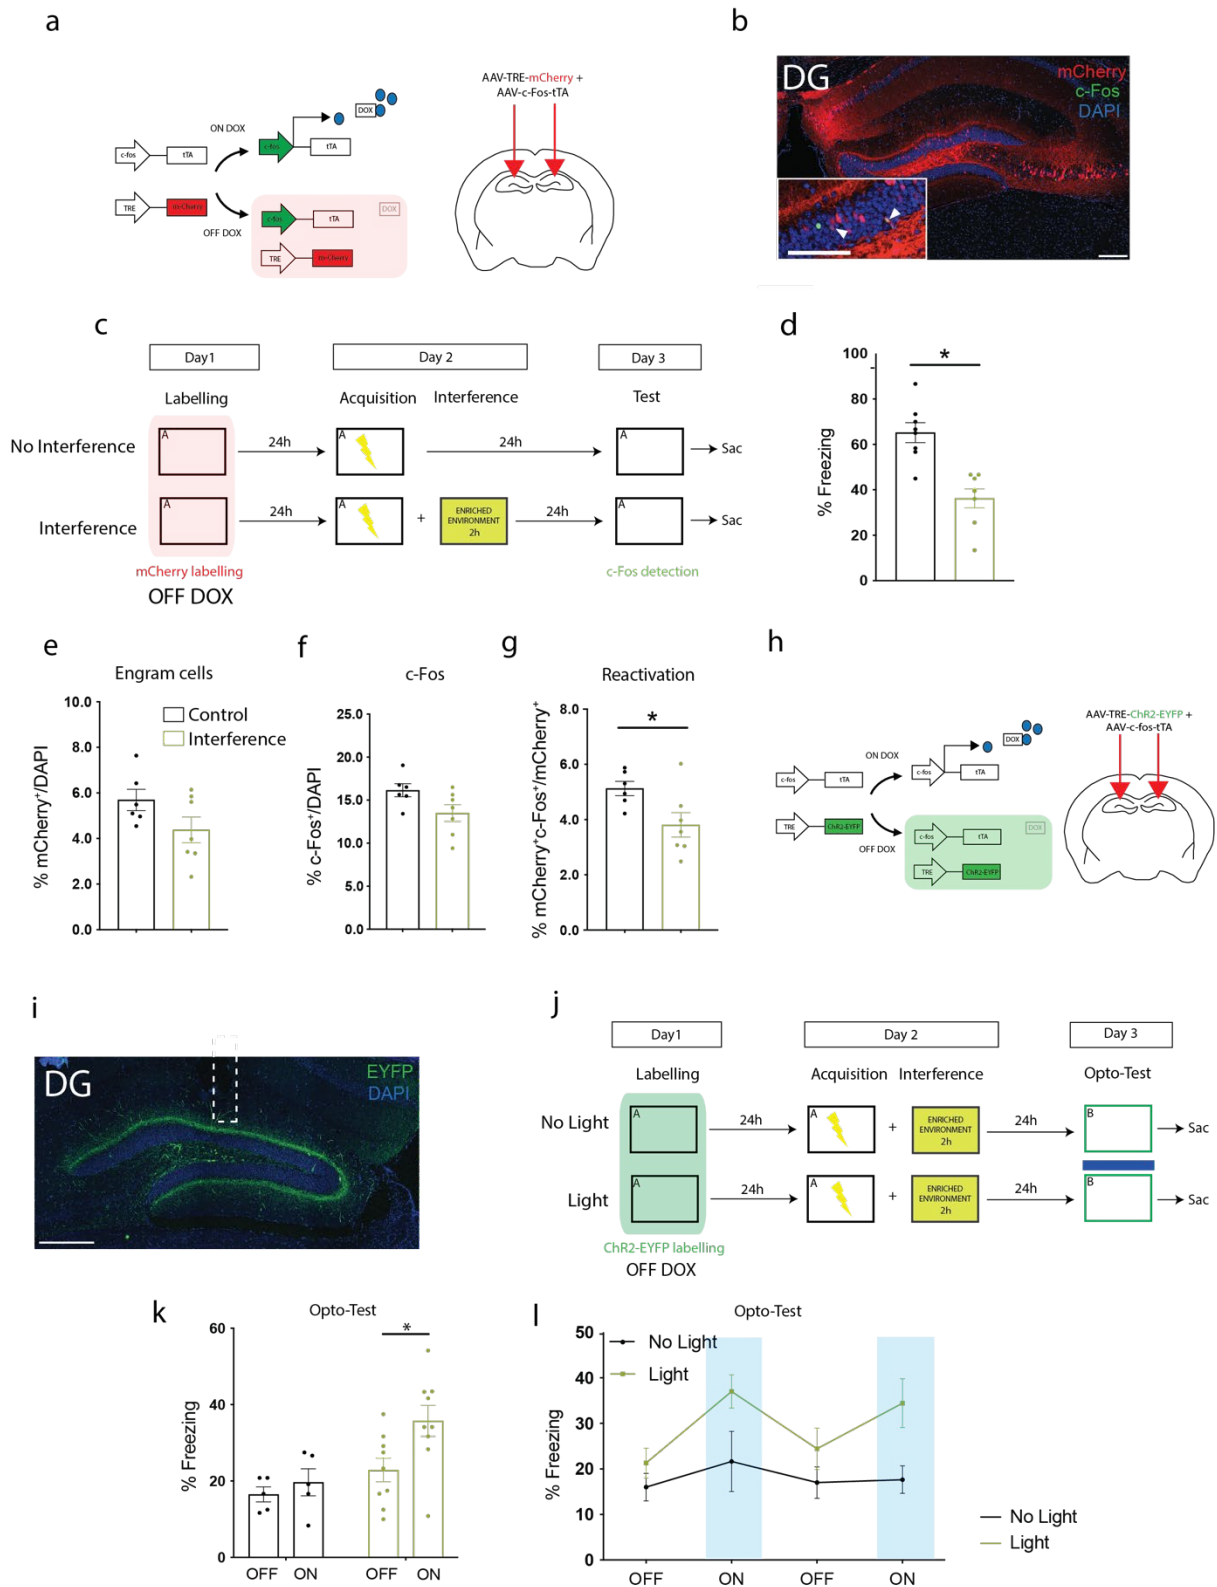 a
AAV-TRE-mCherry +
AAV-c-Fos-tTA
ON DOX
DOX
c-fos
tTA
c-fos
tTA
TRE
mCherry
OFF DOX
c-fos
tTA
DOX
TRE
mCherry
b
DG
mCherry
c-Fos
DAPI
c
Day1
Day 2
Day 3
Labelling
Acquisition
Interference
Test
No Interference
A
24h
A
24h
A
Sac
Interference
A
24h
A
+
ENRICHED
ENVIRONMENT
2h
24h
A
Sac
mCherry labelling
c-Fos detection
OFF DOX
d
*
% Freezing
100
80
60
40
20
0
e
Engram cells
% mCherry+/DAPI
10.0
8.0
6.0
4.0
2.0
0.0
Control
Interference
f
c-Fos
% c-Fos+/DAPI
25.0
20.0
15.0
10.0
5.0
0.0
g
Reactivation
*
% mCherry+c-Fos+/mCherry+
8.0
6.0
4.0
2.0
0.0
h
AAV-TRE-ChR2-EYFP +
AAV-c-fos-tTA
ON DOX
DOX
c-fos
tTA
c-fos
tTA
TRE
ChR2-EYFP
OFF DOX
c-fos
tTA
DOX
TRE
ChR2-EYFP
i
DG
EYFP
DAPI
j
Day1
Day 2
Day 3
Labelling
Acquisition
Interference
Opto-Test
No Light
A
24h
A
+
ENRICHED
ENVIRONMENT
2h
24h
B
Sac
Light
A
24h
A
+
ENRICHED
ENVIRONMENT
2h
24h
B
Sac
ChR2-EYFP labelling
OFF DOX
k
Opto-Test
*
% Freezing
60
40
20
0
OFF
ON
OFF
ON
l
Opto-Test
% Freezing
50
40
30
20
10
0
No Light
Light
OFF
ON
OFF
ON
No Light
Light